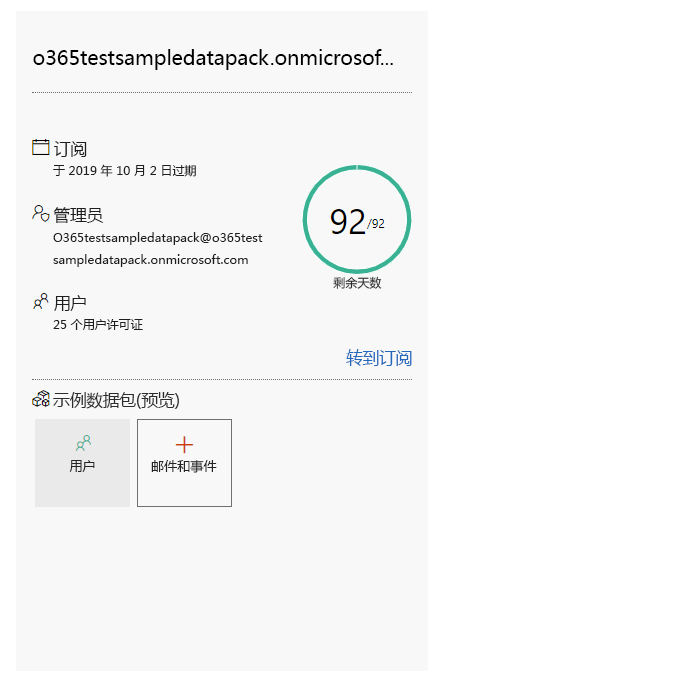 o365testsampledatapack.onmicrosof...
订阅
于 2019 年 10 月 2 日过期
管理员
O365testsampledatapack@o365test
sampledatapack.onmicrosoft.com
92/92
剩余天数
用户
25 个用户许可证
转到订阅
示例数据包(预览)
用户
邮件和事件